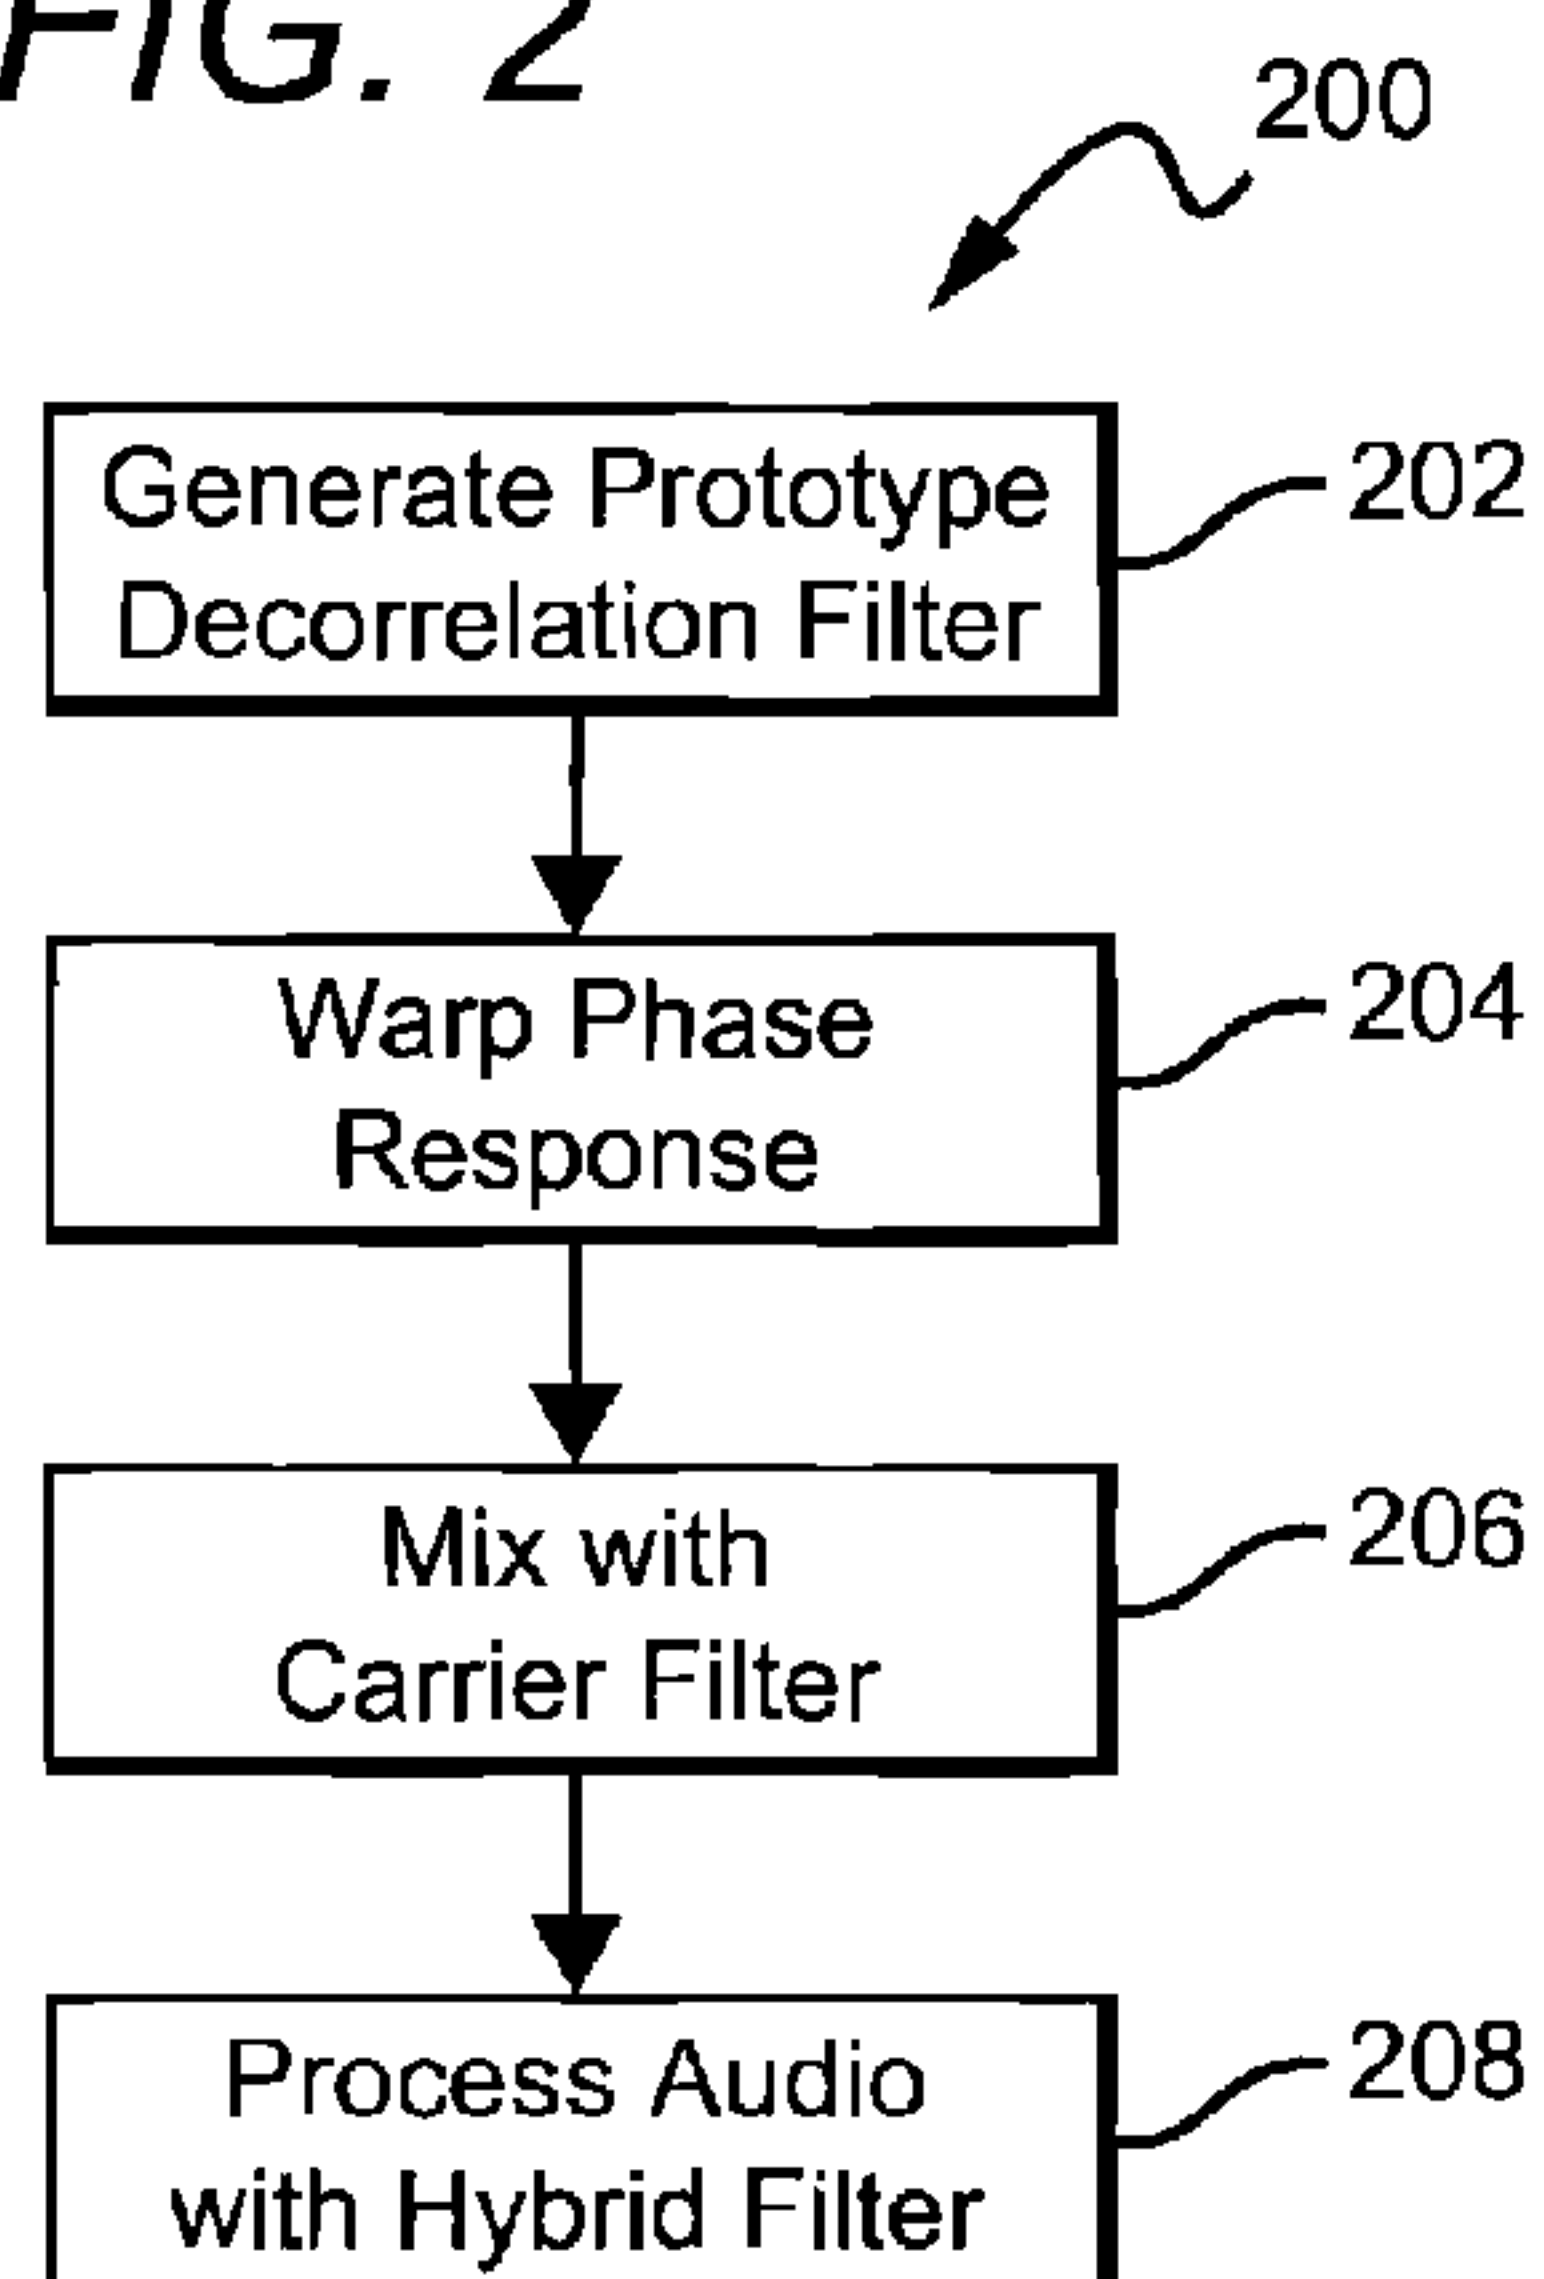 FIG. 2
200
Generate Prototype
Decorrelation Filter
202
Warp Phase
Response
204
Mix with
Carrier Filter
206
Process Audio
with Hybrid Filter
208